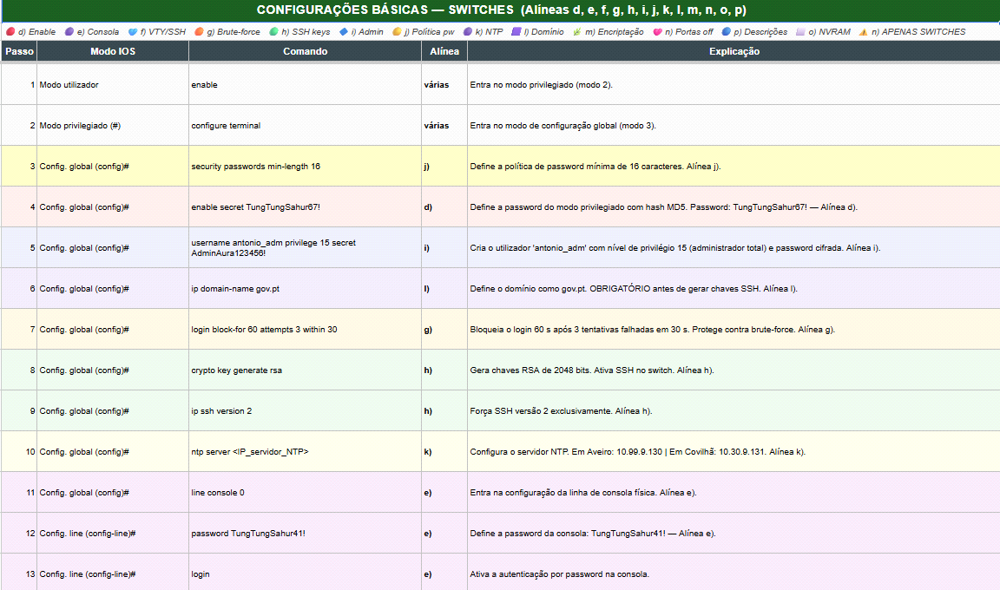 CONFIGURAÇÕES BÁSICAS — SWITCHES (Alíneas d, e, f, g, h, i, j, k, l, m, n, o, p)
d) Enable e) Consola f) VTY/SSH g) Brute-force h) SSH keys i) Admin j) Política pw k) NTP l) Domínio m) Encriptação n) Portas off p) Descrições o) NVRAM n) APENAS SWITCHES
Passo Modo IOS Comando Alínea Explicação
1 Modo utilizador enable várias Entra no modo privilegiado (modo 2).
2 Modo privilegiado (#) configure terminal várias Entra no modo de configuração global (modo 3).
3 Config. global (config)# security passwords min-length 16 j) Define a política de password mínima de 16 caracteres. Alínea j).
4 Config. global (config)# enable secret TungTungSahur67! d) Define a password do modo privilegiado com hash MD5. Password: TungTungSahur67! — Alínea d).
5 Config. global (config)# username antonio_adm privilege 15 secret
AdminAura123456! i) Cria o utilizador 'antonio_adm' com nível de privilégio 15 (administrador total) e password cifrada. Alínea i).
6 Config. global (config)# ip domain-name gov.pt l) Define o domínio como gov.pt. OBRIGATÓRIO antes de gerar chaves SSH. Alínea l).
7 Config. global (config)# login block-for 60 attempts 3 within 30 g) Bloqueia o login 60 s após 3 tentativas falhadas em 30 s. Protege contra brute-force. Alínea g).
8 Config. global (config)# crypto key generate rsa h) Gera chaves RSA de 2048 bits. Ativa SSH no switch. Alínea h).
9 Config. global (config)# ip ssh version 2 h) Força SSH versão 2 exclusivamente. Alínea h).
10 Config. global (config)# ntp server <IP_servidor_NTP> k) Configura o servidor NTP. Em Aveiro: 10.99.9.130 | Em Covilhã: 10.30.9.131. Alínea k).
11 Config. global (config)# line console 0 e) Entra na configuração da linha de consola física. Alínea e).
12 Config. line (config-line)# password TungTungSahur41! e) Define a password da consola: TungTungSahur41! — Alínea e).
13 Config. line (config-line)# login e) Ativa a autenticação por password na consola.